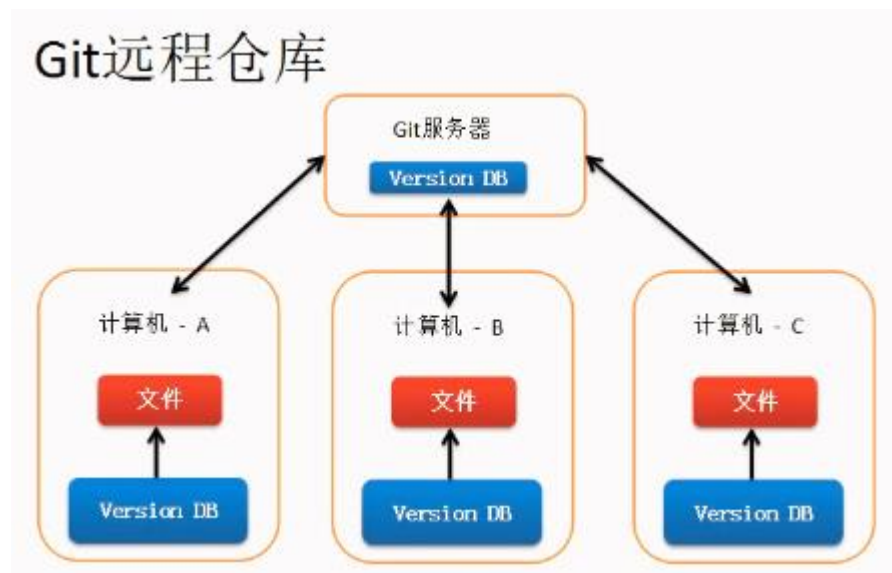 Git远程仓库
Git服务器
Version DB
计算机 - A
计算机 - B
计算机 - C
文件
文件
文件
Version DB
Version DB
Version DB